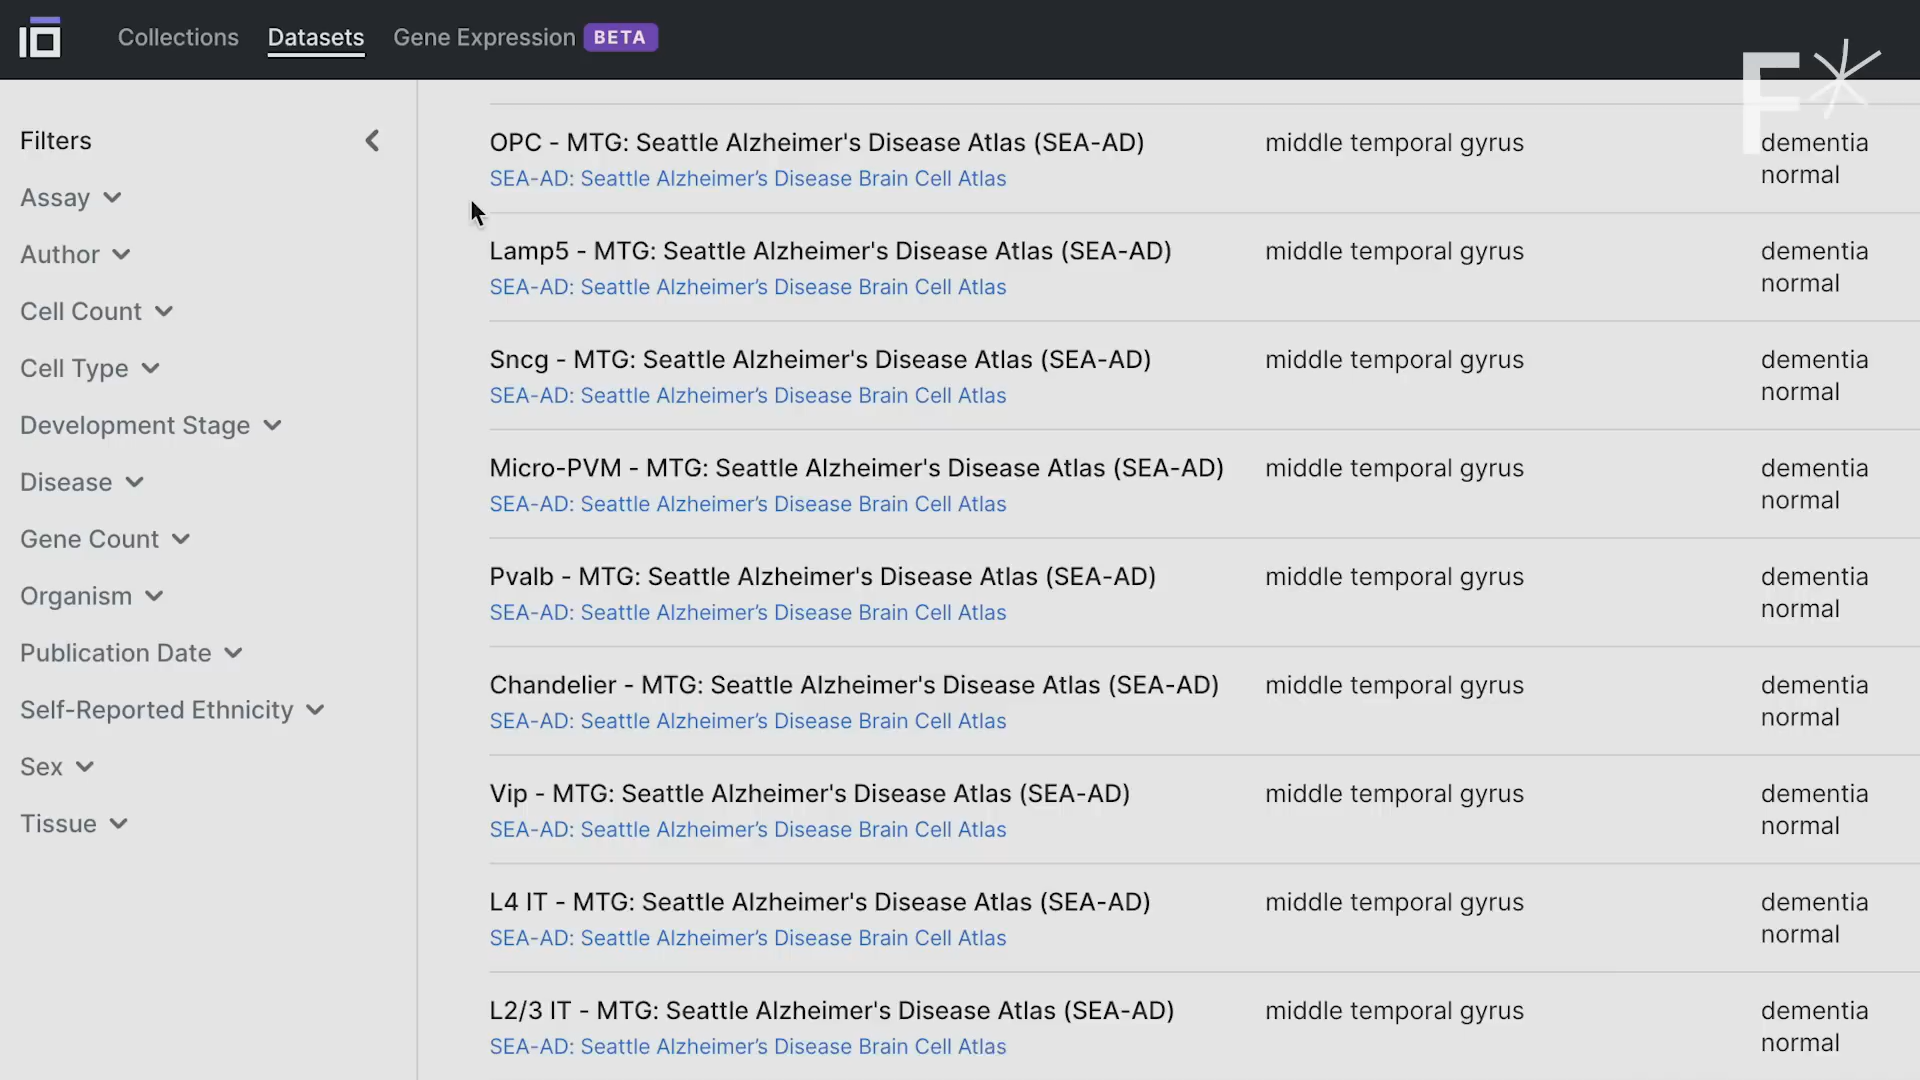 Collections Datasets Gene Expression BETA
F*
Filters
Assay
Author
Cell Count
Cell Type
Development Stage
Disease
Gene Count
Organism
Publication Date
Self-Reported Ethnicity
Sex
Tissue
OPC - MTG: Seattle Alzheimer's Disease Atlas (SEA-AD) middle temporal gyrus dementia
SEA-AD: Seattle Alzheimer’s Disease Brain Cell Atlas normal
Lamp5 - MTG: Seattle Alzheimer's Disease Atlas (SEA-AD) middle temporal gyrus dementia
SEA-AD: Seattle Alzheimer’s Disease Brain Cell Atlas normal
Sncg - MTG: Seattle Alzheimer's Disease Atlas (SEA-AD) middle temporal gyrus dementia
SEA-AD: Seattle Alzheimer’s Disease Brain Cell Atlas normal
Micro-PVM - MTG: Seattle Alzheimer's Disease Atlas (SEA-AD) middle temporal gyrus dementia
SEA-AD: Seattle Alzheimer’s Disease Brain Cell Atlas normal
Pvalb - MTG: Seattle Alzheimer's Disease Atlas (SEA-AD) middle temporal gyrus dementia
SEA-AD: Seattle Alzheimer’s Disease Brain Cell Atlas normal
Chandelier - MTG: Seattle Alzheimer's Disease Atlas (SEA-AD) middle temporal gyrus dementia
SEA-AD: Seattle Alzheimer’s Disease Brain Cell Atlas normal
Vip - MTG: Seattle Alzheimer's Disease Atlas (SEA-AD) middle temporal gyrus dementia
SEA-AD: Seattle Alzheimer’s Disease Brain Cell Atlas normal
L4 IT - MTG: Seattle Alzheimer's Disease Atlas (SEA-AD) middle temporal gyrus dementia
SEA-AD: Seattle Alzheimer’s Disease Brain Cell Atlas normal
L2/3 IT - MTG: Seattle Alzheimer's Disease Atlas (SEA-AD) middle temporal gyrus dementia
SEA-AD: Seattle Alzheimer’s Disease Brain Cell Atlas normal